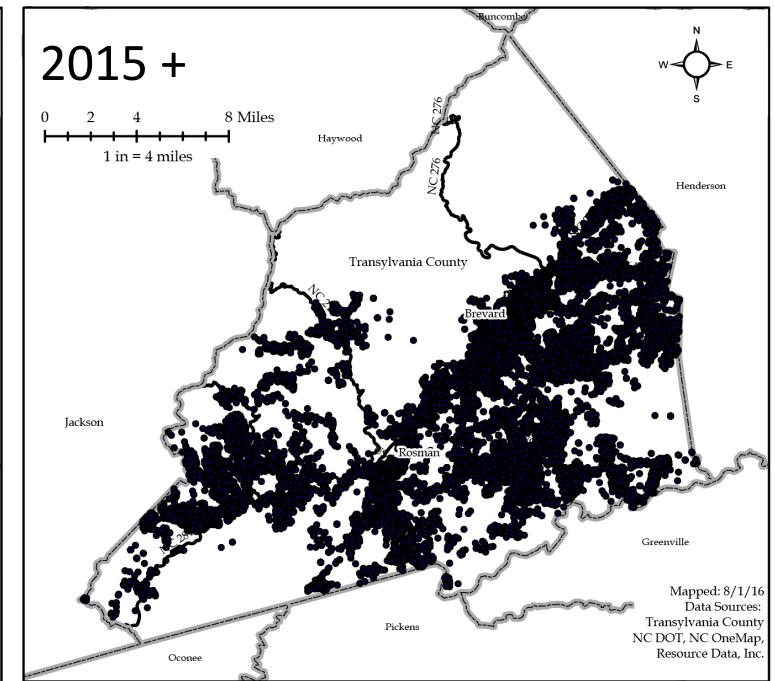 Buncombe
2015 +
N
W
E
S
0 2 4 8 Miles
1 in = 4 miles
NC 276
Haywood
NC 276
Henderson
Transylvania County
Brevard
Jackson
Rosman
Greenville
Mapped: 8/1/16
Data Sources:
Transylvania County
NC DOT, NC OneMap,
Resource Data, Inc.
Pickens
Oconee